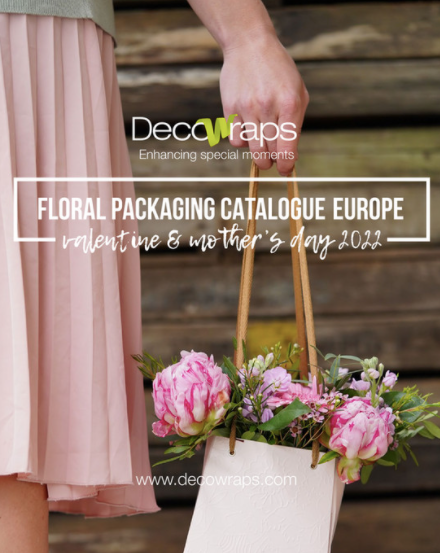 DecoWraps
Enhancing special moments
FLORAL PACKAGING CATALOGUE EUROPE
valentine & mother's day 2022
www.decowraps.com